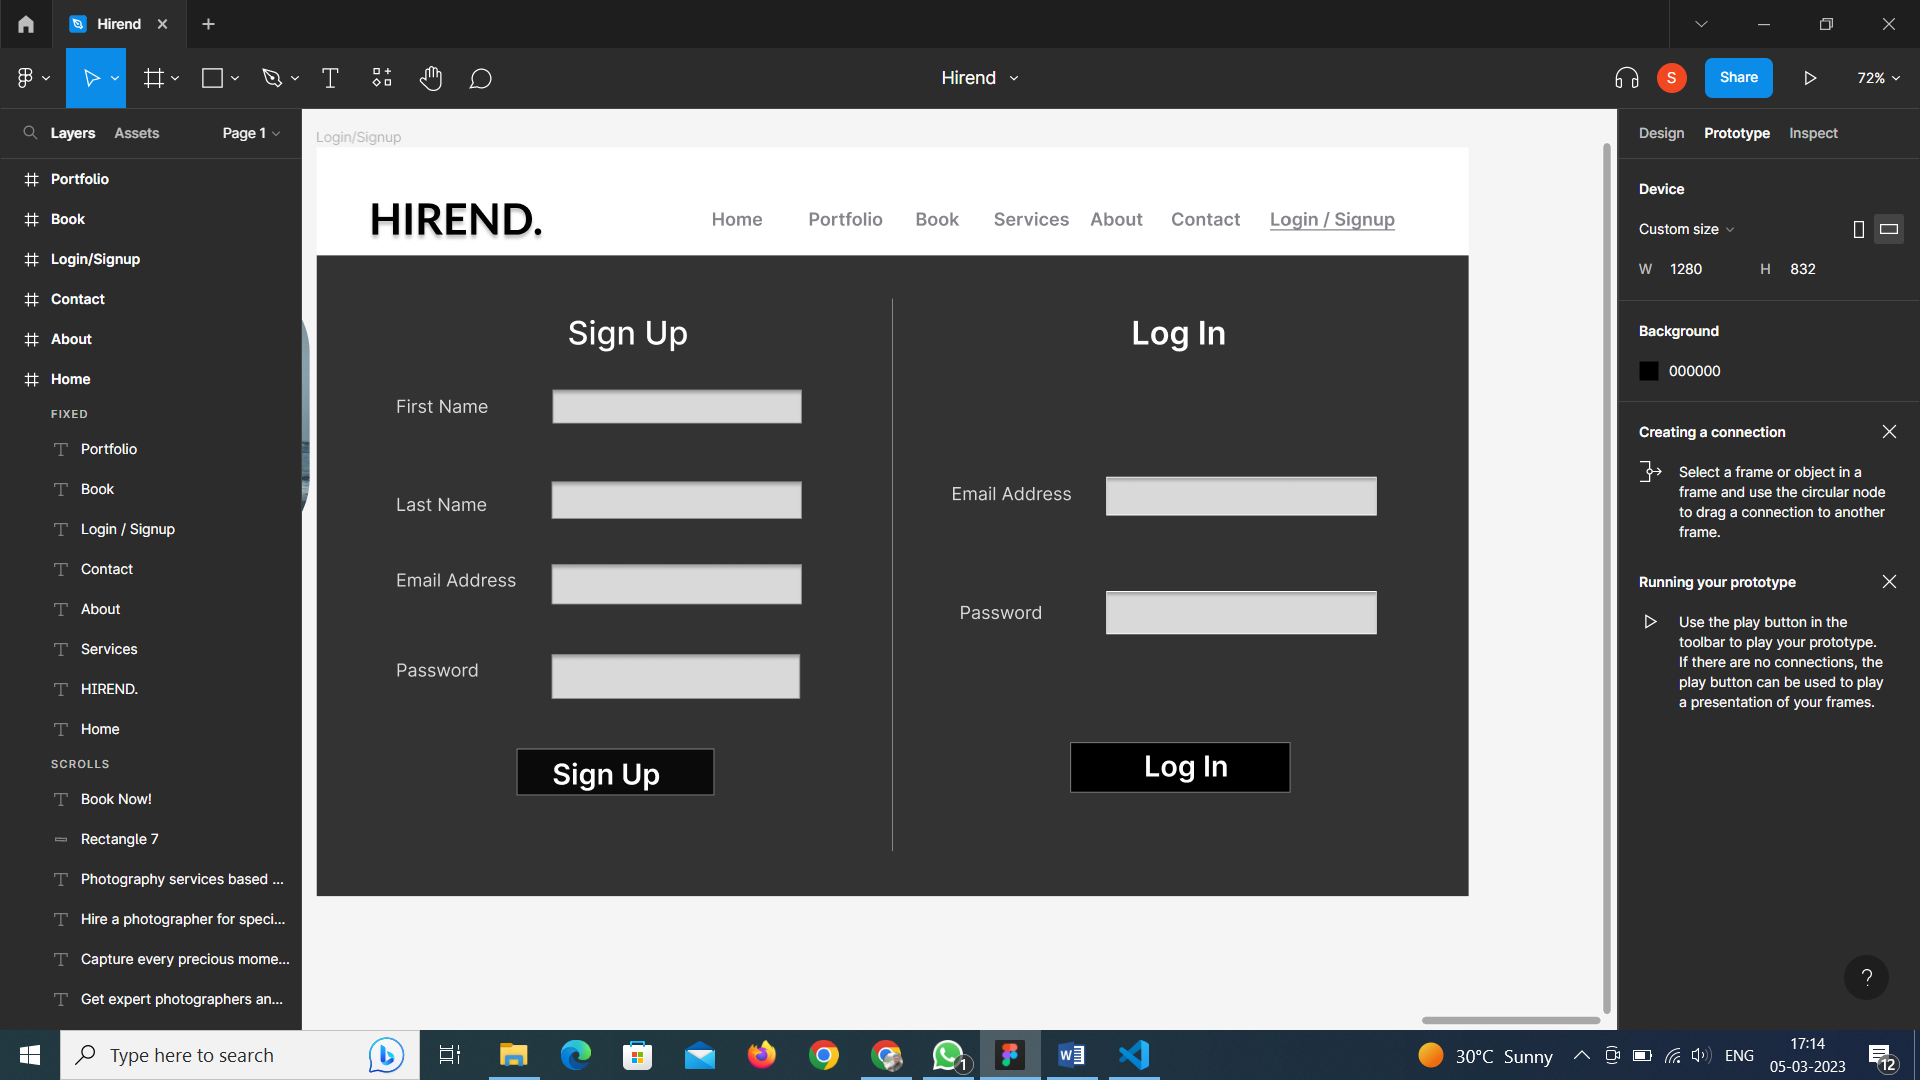 Hirend
Hirend
S
Share
72%
Layers
Assets
Page 1
Portfolio
Book
Login/Signup
Contact
About
Home
FIXED
Portfolio
Book
Login / Signup
Contact
About
Services
HIREND.
Home
SCROLLS
Book Now!
Rectangle 7
Photography services based ...
Hire a photographer for speci...
Capture every precious mome...
Get expert photographers an...
Login/Signup
HIREND.
Home Portfolio Book Services About Contact Login / Signup
Sign Up
First Name
Last Name
Email Address
Password
Sign Up
Log In
Email Address
Password
Log In
Design Prototype Inspect
Device
Custom size
W 1280 H 832
Background
000000
Creating a connection
Select a frame or object in a
frame and use the circular node
to drag a connection to another
frame.
Running your prototype
Use the play button in the
toolbar to play your prototype.
If there are no connections, the
play button can be used to play
a presentation of your frames.
?
Type here to search
1
30°C Sunny
ENG
17:14
05-03-2023
12